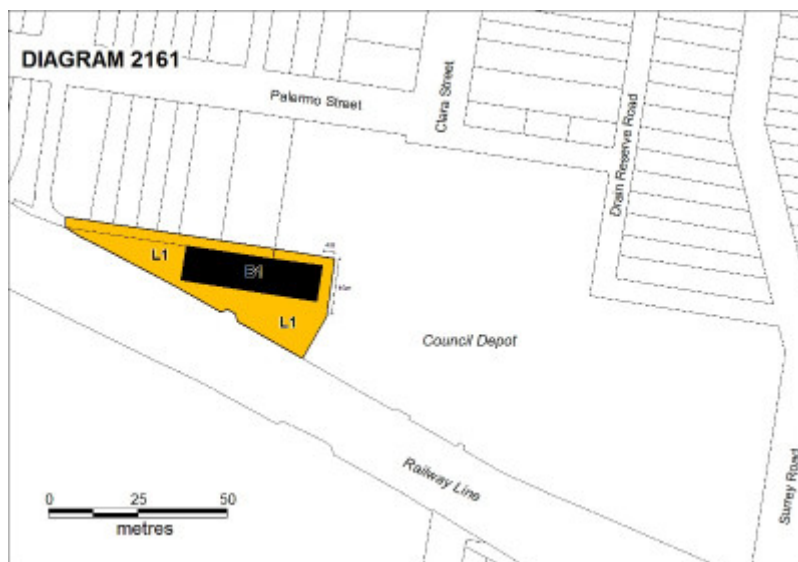 DIAGRAM 2161
Palermo Street
Clara Street
Drain Reserve Road
L1
B1
L1
Council Depot
Railway Line
Surrey Road
0 25 50
metres